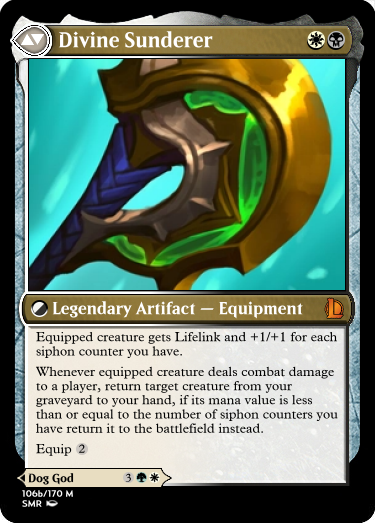 Divine Sunderer
Legendary Artifact — Equipment
Equipped creature gets Lifelink and +1/+1 for each
siphon counter you have.
Whenever equipped creature deals combat damage
to a player, return target creature from your
graveyard to your hand, if its mana value is less
than or equal to the number of siphon counters you
have return it to the battlefield instead.
Equip 2
Dog God 3
106b/170 M
SMR